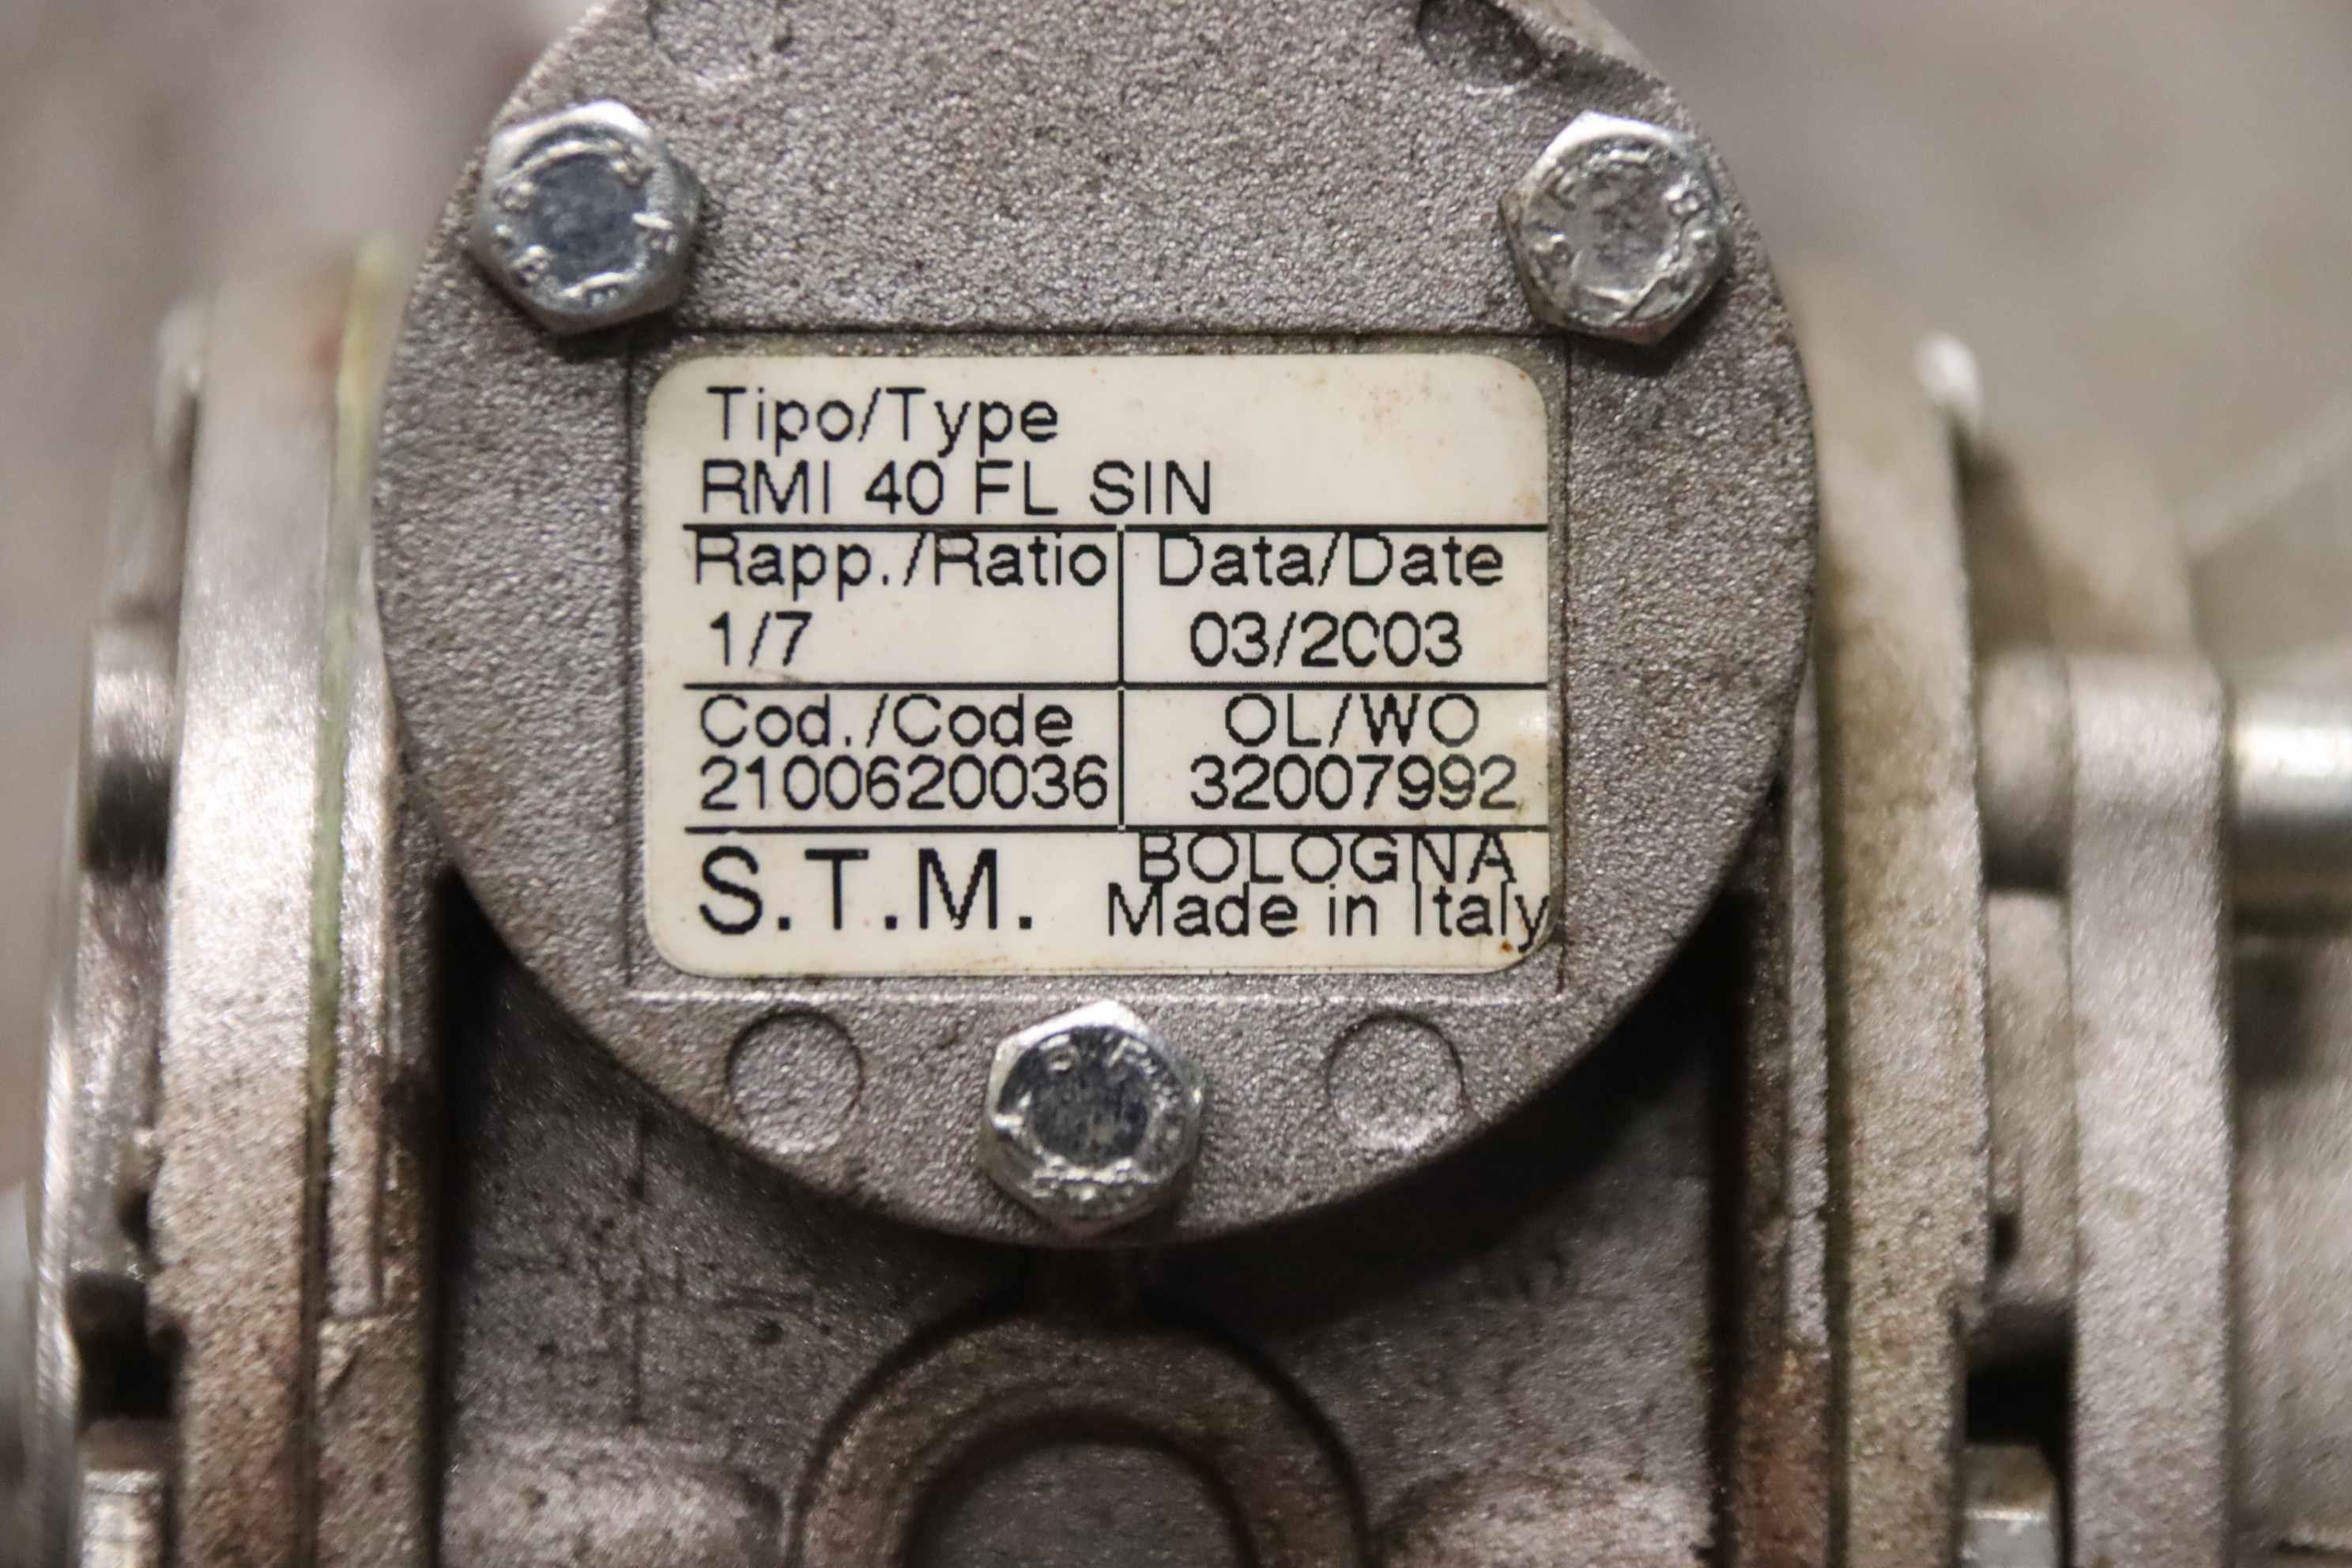 Tipo/Type
RMI 40 FL SIN
Rapp./Ratio Data/Date
1/7 03/2003
Cod./Code OL/WO
2100620036 32007992
S.T.M. BOLOGNA
Made in Italy